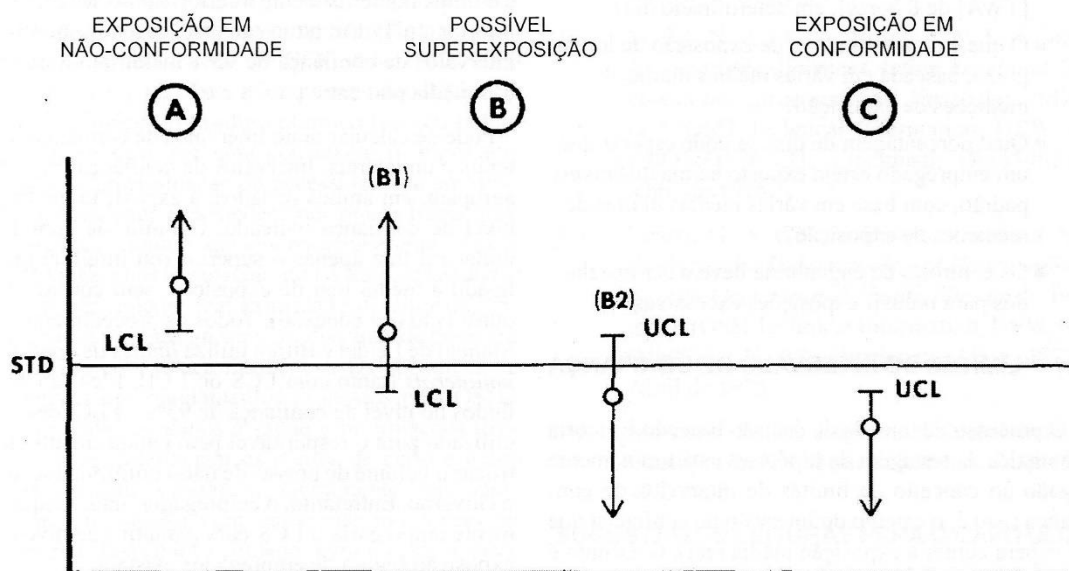 EXPOSIÇÃO EM
NÃO-CONFORMIDADE
POSSÍVEL
SUPEREXPOSIÇÃO
EXPOSIÇÃO EM
CONFORMIDADE
A
B
C
(B1)
(B2)
LCL
UCL
STD
LCL
UCL